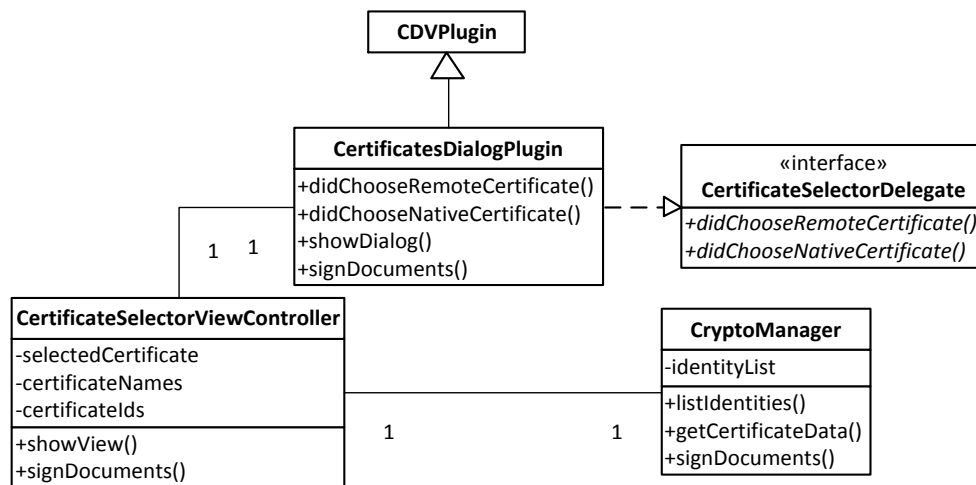 CDVPlugin
CertificatesDialogPlugin
+didChooseRemoteCertificate()
+didChooseNativeCertificate()
+showDialog()
+signDocuments()
«interface»
CertificateSelectorDelegate
+didChooseRemoteCertificate()
+didChooseNativeCertificate()
1 1
CertificateSelectorViewController
-selectedCertificate
-certificateNames
-certificateIds
+showView()
+signDocuments()
1 1
CryptoManager
-identityList
+listIdentities()
+getCertificateData()
+signDocuments()